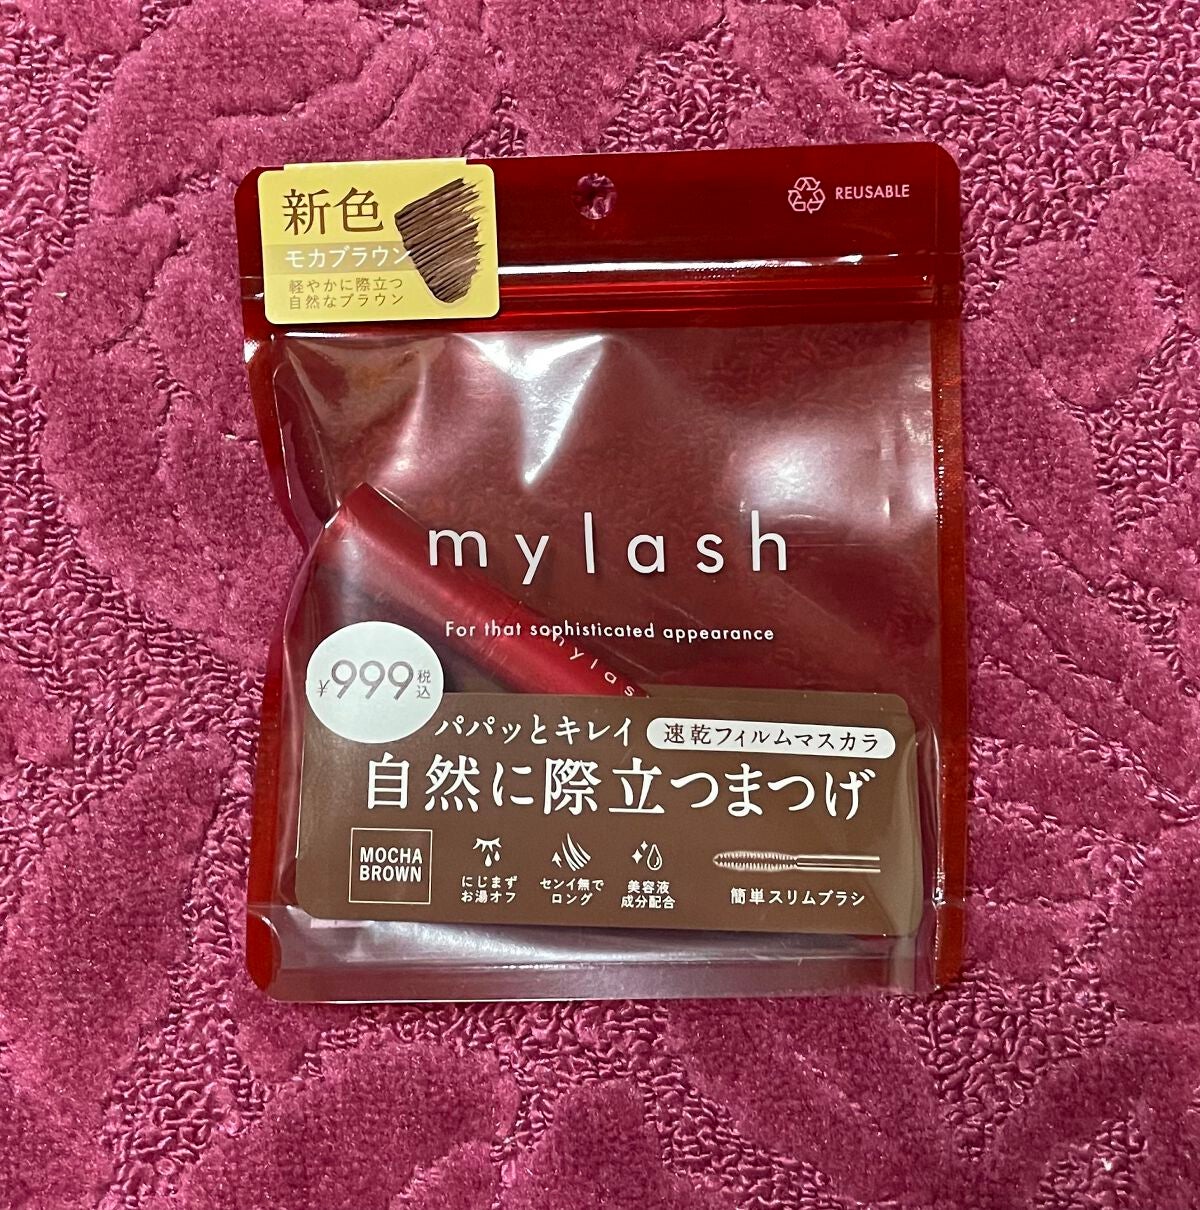 新色
モカブラウン
軽やかに際立つ
自然なブラウン
REUSABLE
mylash
For that sophisticated appearance
mylas
¥999税込
パパッとキレイ 速乾フィルムマスカラ
自然に際立つまつげ
MOCHA
BROWN
にじまず
お湯オフ
センイ無で
ロング
美容液
成分配合
簡単スリムブラシ